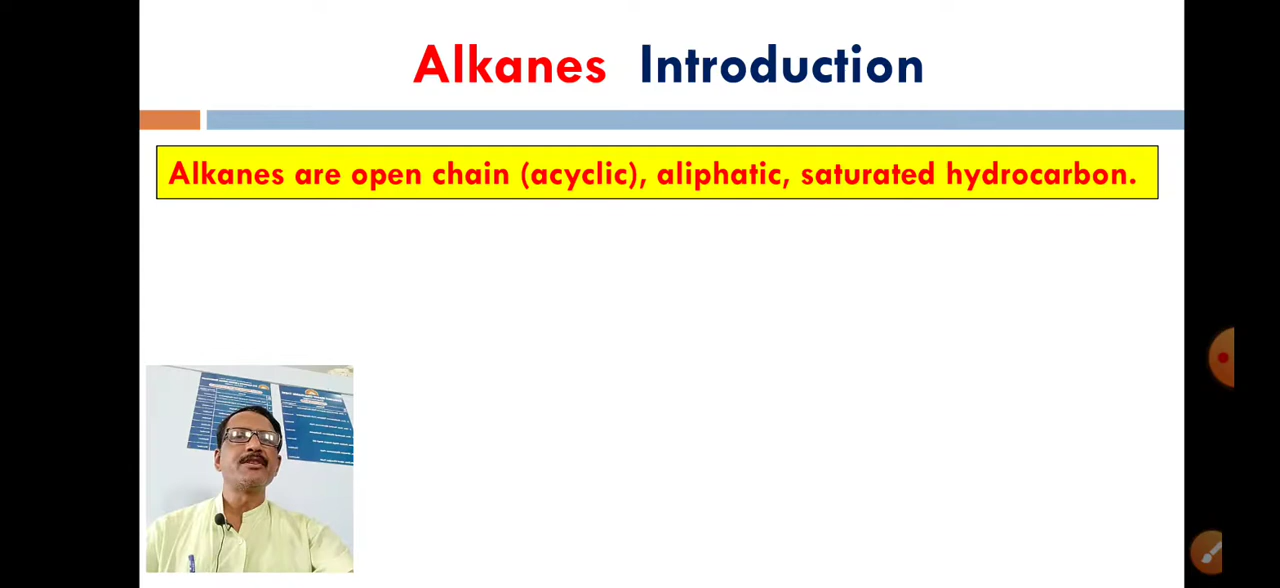 Alkanes Introduction
Alkanes are open chain (acyclic), aliphatic, saturated hydrocarbon.